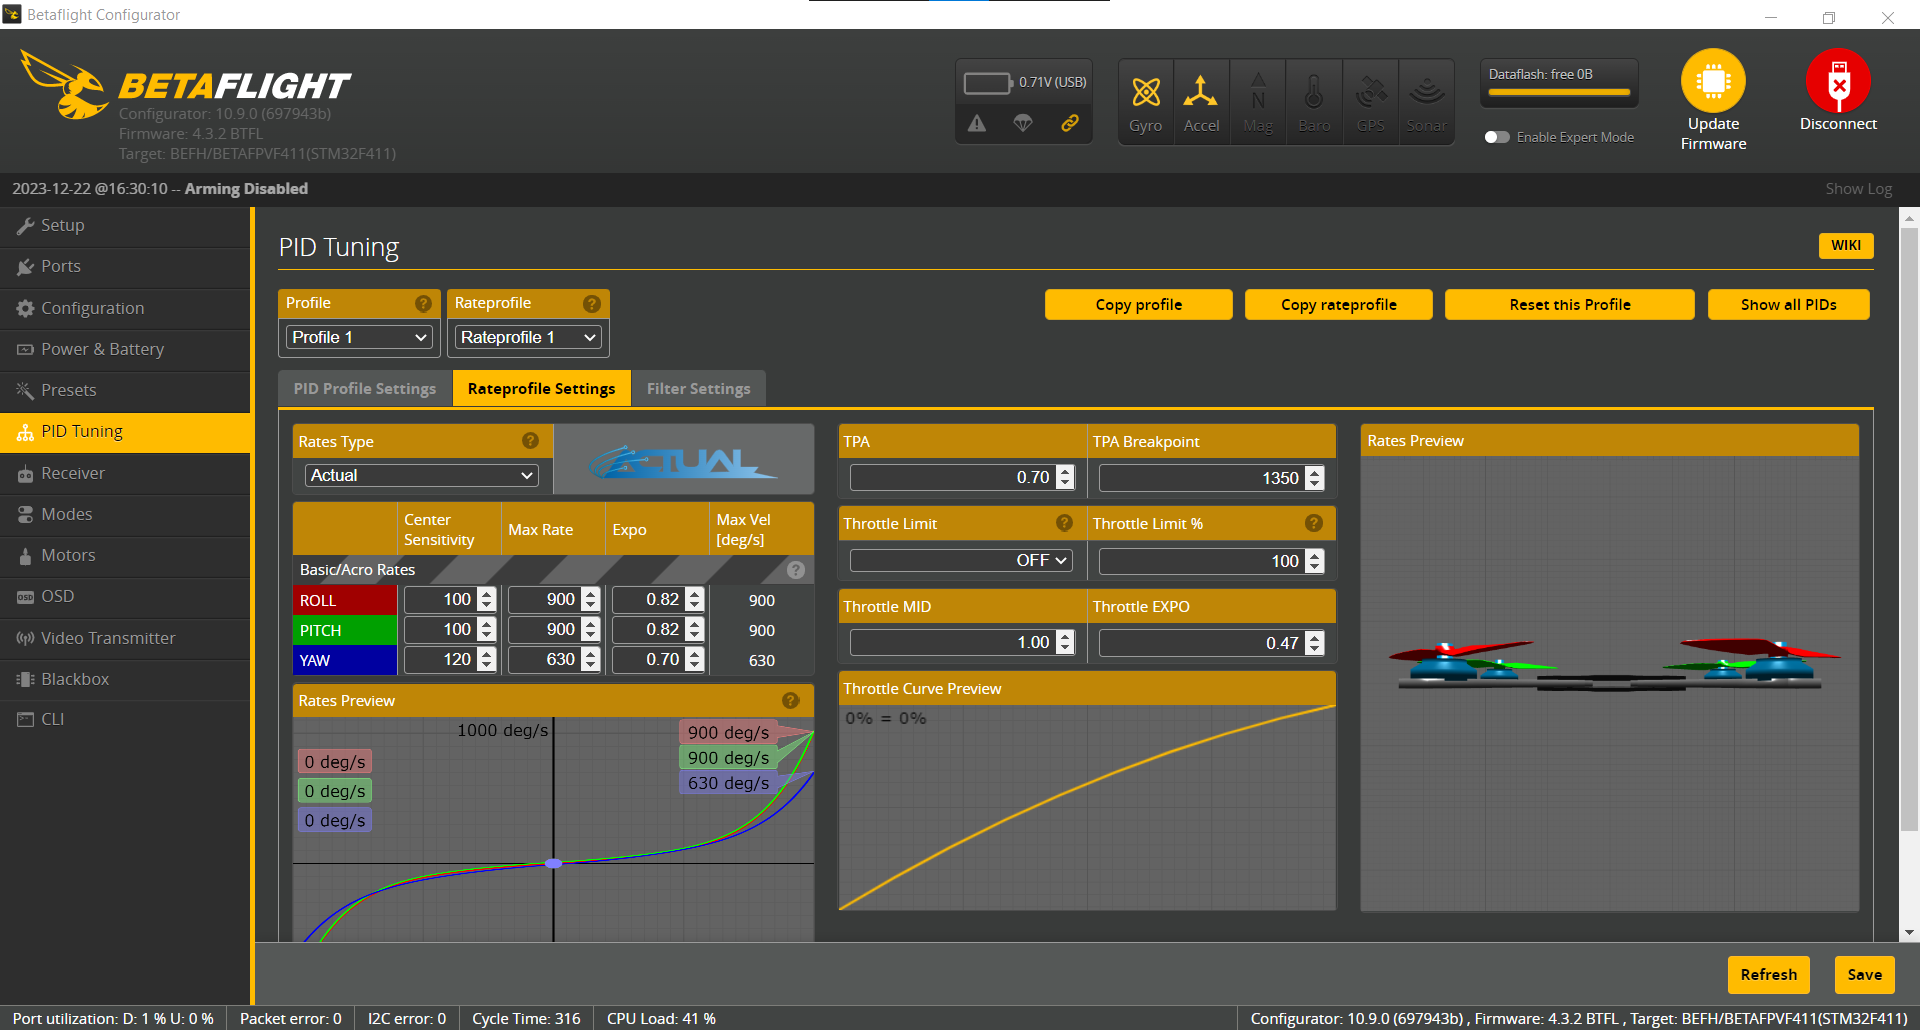 Betaflight Configurator
BETAFLIGHT
Configurator: 10.9.0 (697943b)
Firmware: 4.3.2 BTFL
Target: BEFH/BETAFPVF411(STM32F411)
0.71V (USB)
Gyro
Accel
N
Mag
Baro
GPS
Sonar
Dataflash: free 0B
Enable Expert Mode
Update
Firmware
Disconnect
2023-12-22 @16:30:10 -- Arming Disabled
Show Log
Setup
Ports
Configuration
Power & Battery
Presets
PID Tuning
Receiver
Modes
Motors
OSD OSD
Video Transmitter
Blackbox
CLI
PID Tuning
WIKI
Profile ?
Profile 1
Rateprofile ?
Rateprofile 1
Copy profile
Copy rateprofile
Reset this Profile
Show all PIDs
PID Profile Settings
Rateprofile Settings
Filter Settings
Rates Type ?
Actual
ACTUAL
Center Sensitivity Max Rate Expo Max Vel [deg/s]
Basic/Acro Rates ?
ROLL 100 900 0.82 900
PITCH 100 900 0.82 900
YAW 120 630 0.70 630
Rates Preview ?
1000 deg/s
900 deg/s
900 deg/s
630 deg/s
0 deg/s
0 deg/s
0 deg/s
TPA TPA Breakpoint
0.70 1350
Throttle Limit ? Throttle Limit % ?
OFF 100
Throttle MID Throttle EXPO
1.00 0.47
Throttle Curve Preview
0% = 0%
Rates Preview
Refresh
Save
Port utilization: D: 1 % U: 0 %
Packet error: 0
I2C error: 0
Cycle Time: 316
CPU Load: 41 %
Configurator: 10.9.0 (697943b) , Firmware: 4.3.2 BTFL , Target: BEFH/BETAFPVF411(STM32F411)